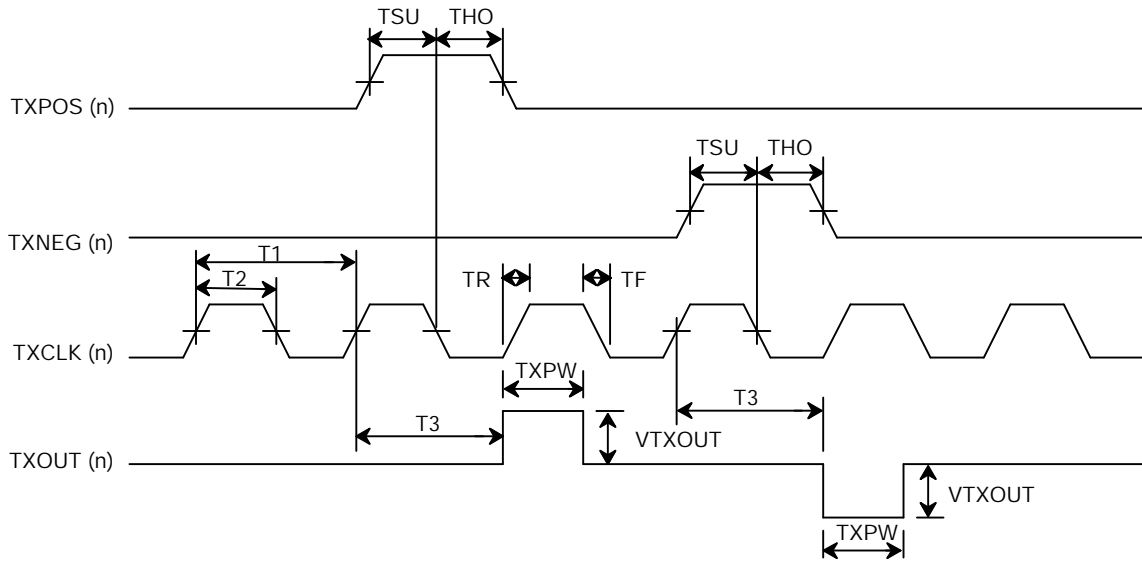 TSU THO
TXPOS (n)
TSU THO
TXNEG (n)
T1
T2
TR TF
TXCLK (n)
TXPW
T3
T3
VTXOUT
TXOUT (n)
VTXOUT
TXPW